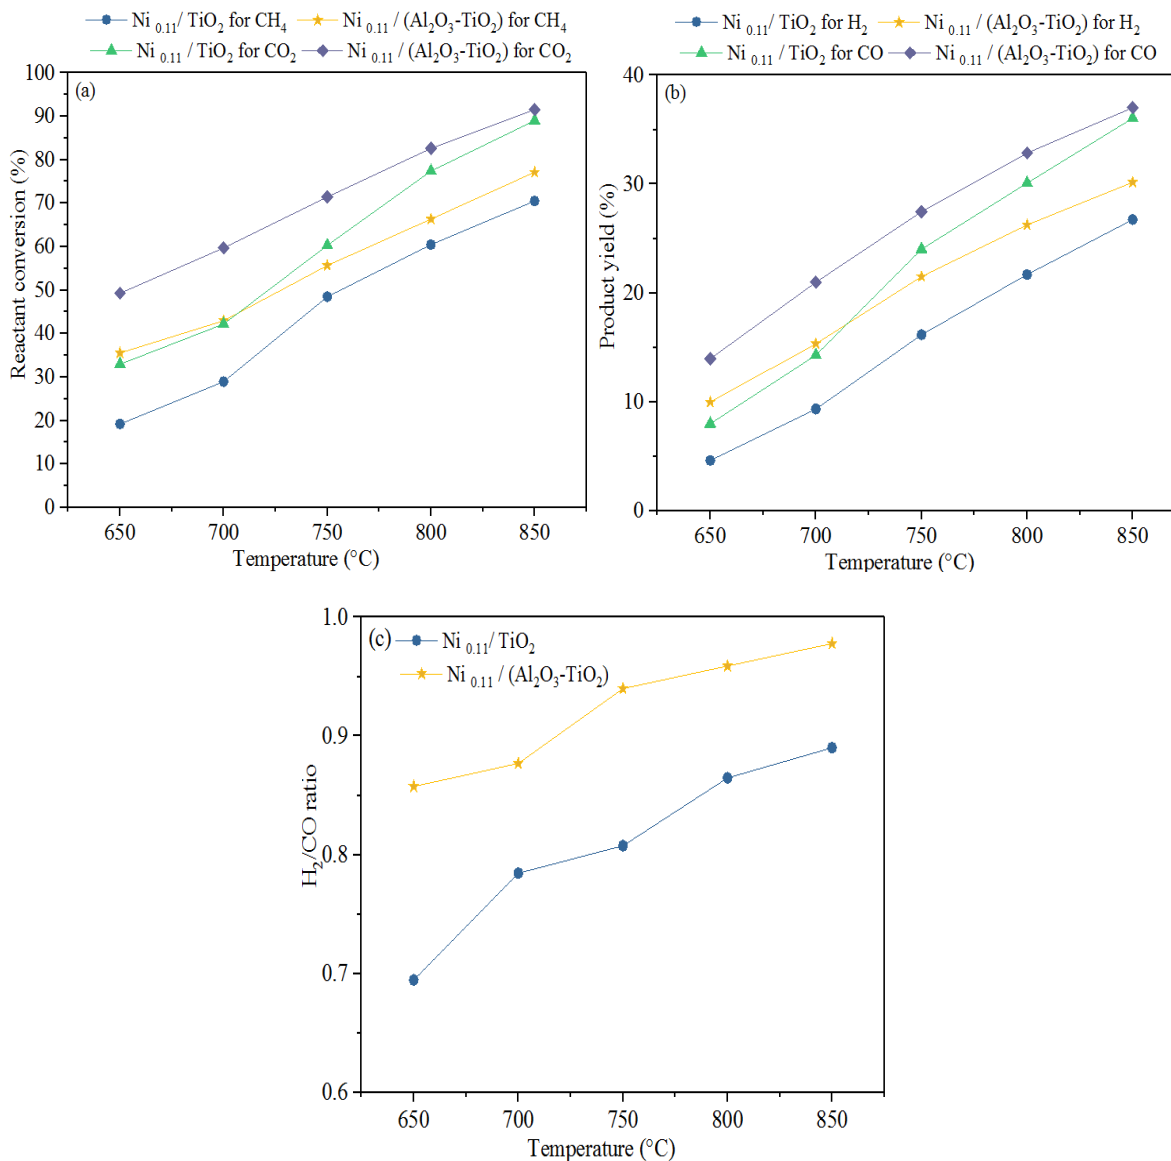 Ni 0.11/ TiO2 for CH4 Ni 0.11 / (Al2O3-TiO2) for CH4
Ni 0.11 / TiO2 for CO2 Ni 0.11 / (Al2O3-TiO2) for CO2
(a)
100
90
80
70
60
50
40
30
20
10
0
Reactant conversion (%)
650 700 750 800 850
Temperature (°C)
Ni 0.11/ TiO2 for H2 Ni 0.11 / (Al2O3-TiO2) for H2
Ni 0.11 / TiO2 for CO Ni 0.11 / (Al2O3-TiO2) for CO
(b)
40
30
20
10
0
Product yield (%)
650 700 750 800 850
Temperature (°C)
(c)
Ni 0.11/ TiO2
Ni 0.11 / (Al2O3-TiO2)
1.0
0.9
0.8
0.7
0.6
H2/CO ratio
650 700 750 800 850
Temperature (°C)